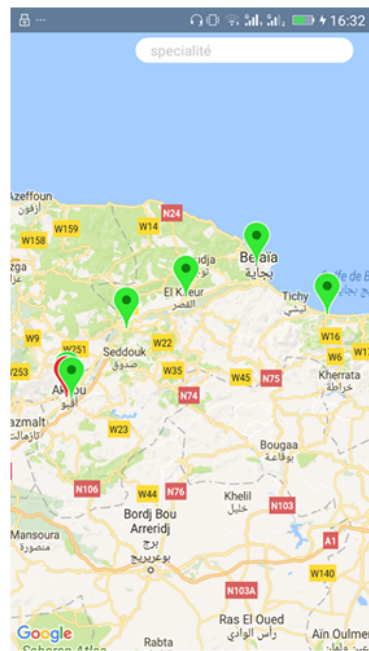 16:32
specialité
Azeffoun
أزفون
N24
W159
W14
W158
Bejaïa
بجاية
El Kseur
القصر
Tichy
تيشي
W16
W9
W251
W22
Seddouk
صدوق
W6
W35
W45
N75
Kherrata
خراطة
Akbou
أقبو
N74
W23
Bougaa
بوقاعة
N106
W44
N76
Khelil
خليل
N103
Bordj Bou
Arreridj
برج
بوعريريج
Mansoura
منصورة
A1
W140
N103A
Ras El Oued
رأس الوادي
Google
Rabta
Aïn Oulmene